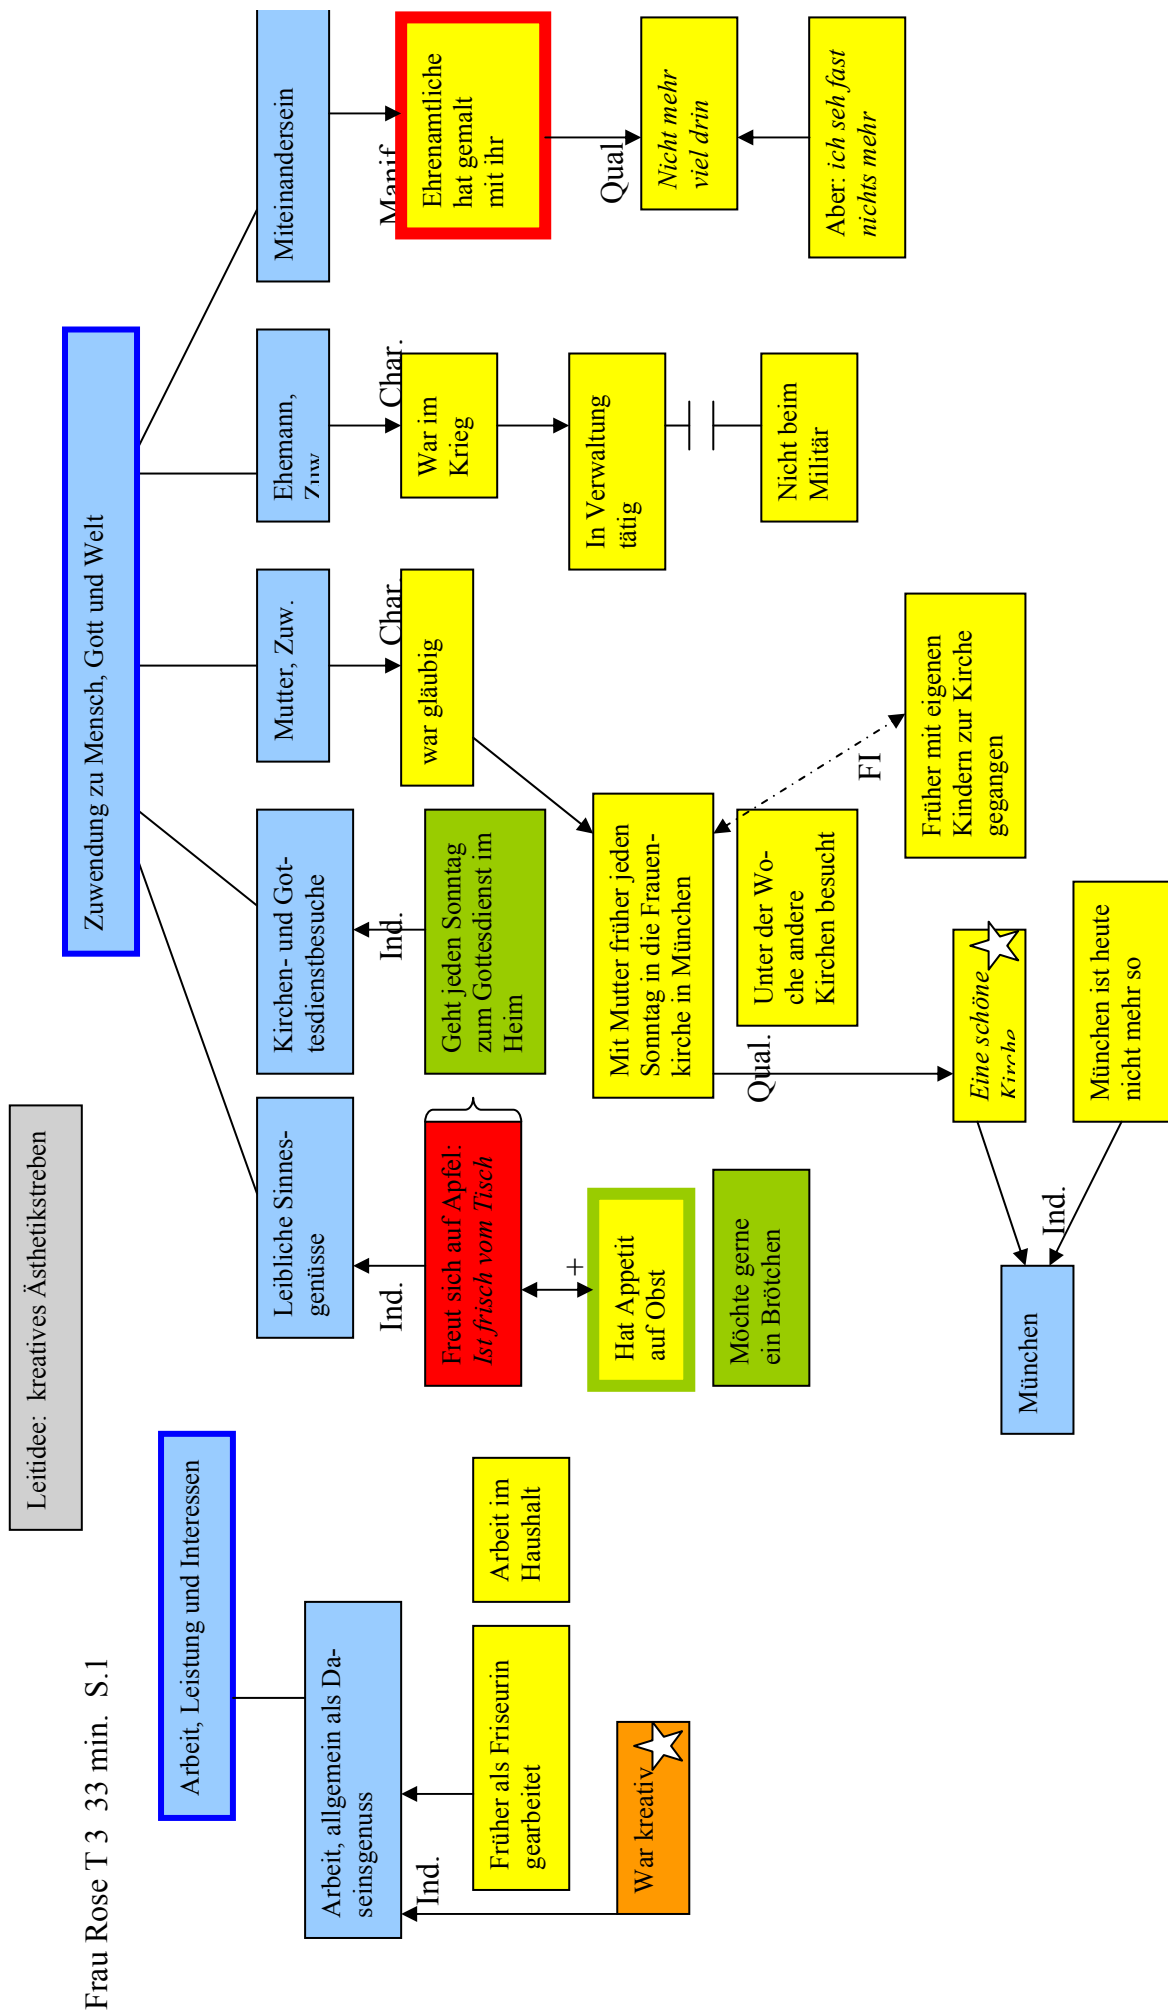 Leitidee: kreatives Ästhetikstreben
Frau Rose T 3 33 min. S.1
Arbeit, Leistung und Interessen
Arbeit, allgemein als Da-
seinsgenuss
Ind.
Früher als Friseurin
gearbeitet
Arbeit im
Haushalt
War kreativ
Zuwendung zu Mensch, Gott und Welt
Leibliche Sinnes-
genüsse
Ind.
Freut sich auf Apfel:
Ist frisch vom Tisch
+
Hat Appetit
auf Obst
Möchte gerne
ein Brötchen
Kirchen- und Got-
tesdienstbesuche
Ind.
Geht jeden Sonntag
zum Gottesdienst im
Heim
Mutter, Zuw.
Char.
war gläubig
Mit Mutter früher jeden
Sonntag in die Frauen-
kirche in München
Unter der Wo-
che andere
Kirchen besucht
FI
Früher mit eigenen
Kindern zur Kirche
gegangen
Qual.
Eine schöne
Kirche
München
Ind.
München ist heute
nicht mehr so
Ehemann,
Zuw
Char.
War im
Krieg
In Verwaltung
tätig
Nicht beim
Militär
Miteinandersein
Manif.
Ehrenamtliche
hat gemalt
mit ihr
Qual
Nicht mehr
viel drin
Aber: ich seh fast
nichts mehr